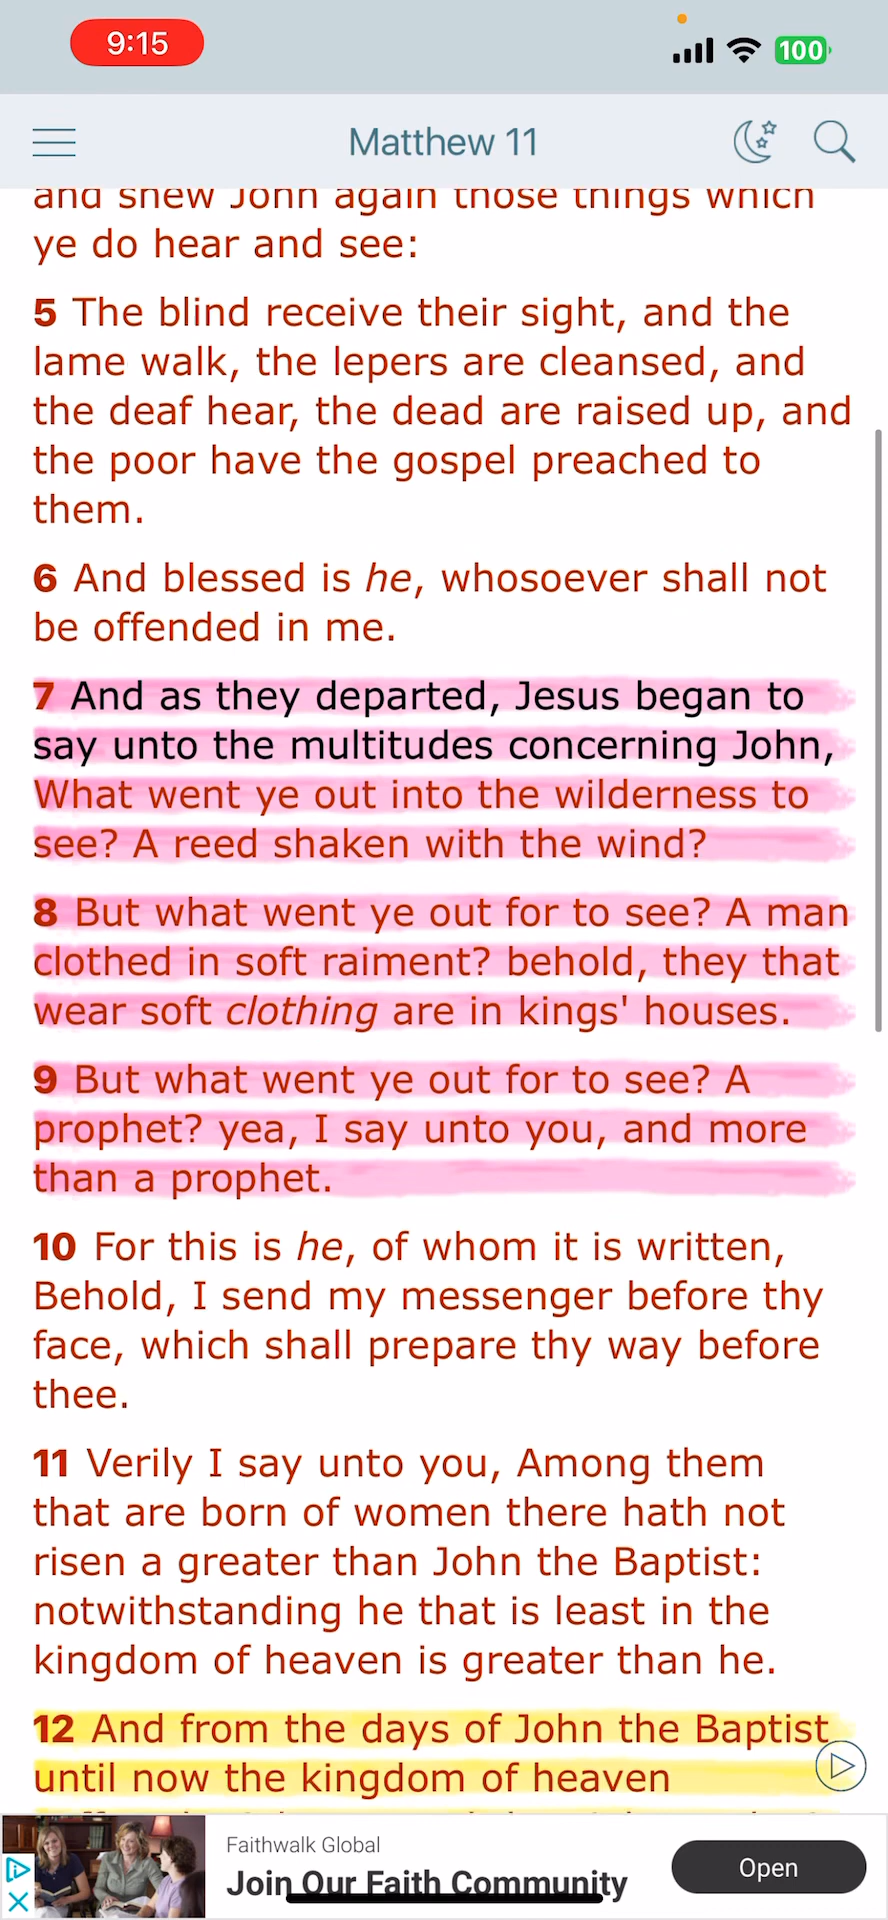 9:15
100
Matthew 11
and shew John again those things which
ye do hear and see:
5 The blind receive their sight, and the
lame walk, the lepers are cleansed, and
the deaf hear, the dead are raised up, and
the poor have the gospel preached to
them.
6 And blessed is he, whosoever shall not
be offended in me.
7 And as they departed, Jesus began to
say unto the multitudes concerning John,
What went ye out into the wilderness to
see? A reed shaken with the wind?
8 But what went ye out for to see? A man
clothed in soft raiment? behold, they that
wear soft clothing are in kings' houses.
9 But what went ye out for to see? A
prophet? yea, I say unto you, and more
than a prophet.
10 For this is he, of whom it is written,
Behold, I send my messenger before thy
face, which shall prepare thy way before
thee.
11 Verily I say unto you, Among them
that are born of women there hath not
risen a greater than John the Baptist:
notwithstanding he that is least in the
kingdom of heaven is greater than he.
12 And from the days of John the Baptist
until now the kingdom of heaven
Faithwalk Global
Join Our Faith Community
Open